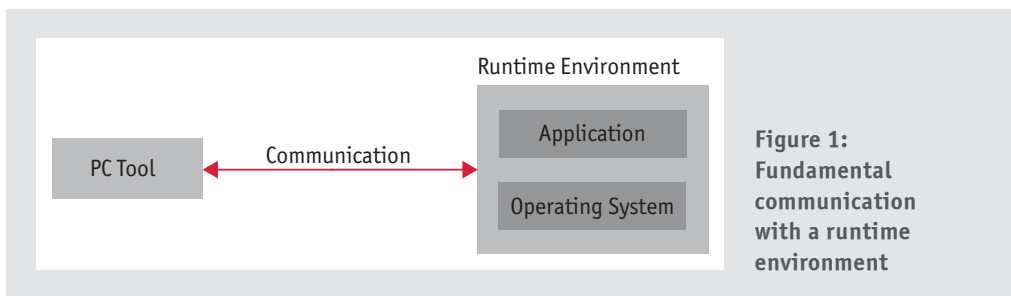 Runtime Environment
Application
PC Tool
Communication
Operating System
Figure 1:
Fundamental
communication
with a runtime
environment